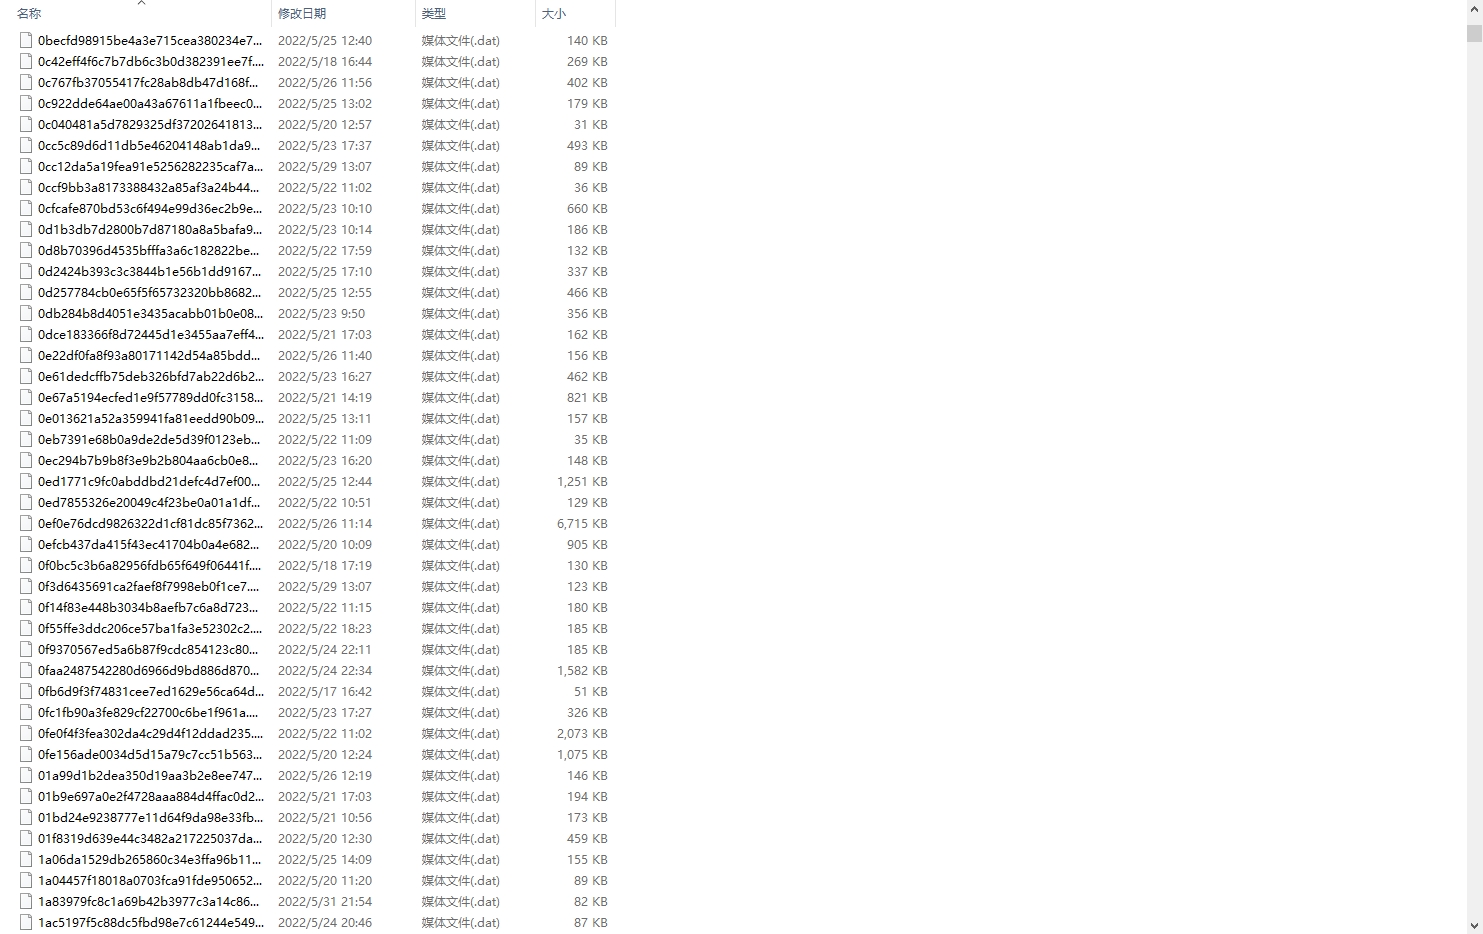 名称 修改日期 类型 大小
0becfd98915be4a3e715cea380234e7... 2022/5/25 12:40 媒体文件(.dat) 140 KB
0c42eff4f6c7b7db6c3b0d382391ee7f.... 2022/5/18 16:44 媒体文件(.dat) 269 KB
0c767fb37055417fc28ab8db47d168f... 2022/5/26 11:56 媒体文件(.dat) 402 KB
0c922dde64ae00a43a67611a1fbeec0... 2022/5/25 13:02 媒体文件(.dat) 179 KB
0c040481a5d7829325df37202641813... 2022/5/20 12:57 媒体文件(.dat) 31 KB
0cc5c89d6d11db5e46204148ab1da9... 2022/5/23 17:37 媒体文件(.dat) 493 KB
0cc12da5a19fea91e5256282235caf7a... 2022/5/29 13:07 媒体文件(.dat) 89 KB
0ccf9bb3a8173388432a85af3a24b44... 2022/5/22 11:02 媒体文件(.dat) 36 KB
0cfcafe870bd53c6f494e99d36ec2b9e... 2022/5/23 10:10 媒体文件(.dat) 660 KB
0d1b3db7d2800b7d87180a8a5bafa9... 2022/5/23 10:14 媒体文件(.dat) 186 KB
0d8b70396d4535bfffa3a6c182822be... 2022/5/22 17:59 媒体文件(.dat) 132 KB
0d2424b393c3c3844b1e56b1dd9167... 2022/5/25 17:10 媒体文件(.dat) 337 KB
0d257784cb0e65f5f65732320bb8682... 2022/5/25 12:55 媒体文件(.dat) 466 KB
0db284b8d4051e3435acabb01b0e08... 2022/5/23 9:50 媒体文件(.dat) 356 KB
0dce183366f8d72445d1e3455aa7eff4... 2022/5/21 17:03 媒体文件(.dat) 162 KB
0e22df0fa8f93a80171142d54a85bdd... 2022/5/26 11:40 媒体文件(.dat) 156 KB
0e61dedcffb75deb326bfd7ab22d6b2... 2022/5/23 16:27 媒体文件(.dat) 462 KB
0e67a5194ecfed1e9f57789dd0fc3158... 2022/5/21 14:19 媒体文件(.dat) 821 KB
0e013621a52a359941fa81eedd90b09... 2022/5/25 13:11 媒体文件(.dat) 157 KB
0eb7391e68b0a9de2de5d39f0123eb... 2022/5/22 11:09 媒体文件(.dat) 35 KB
0ec294b7b9b8f3e9b2b804aa6cb0e8... 2022/5/23 16:20 媒体文件(.dat) 148 KB
0ed1771c9fc0abddbd21defc4d7ef00... 2022/5/25 12:44 媒体文件(.dat) 1,251 KB
0ed7855326e20049c4f23be0a01a1df... 2022/5/22 10:51 媒体文件(.dat) 129 KB
0ef0e76dcd9826322d1cf81dc85f7362... 2022/5/26 11:14 媒体文件(.dat) 6,715 KB
0efcb437da415f43ec41704b0a4e682... 2022/5/20 10:09 媒体文件(.dat) 905 KB
0f0bc5c3b6a82956fdb65f649f06441f.... 2022/5/18 17:19 媒体文件(.dat) 130 KB
0f3d6435691ca2faef8f7998eb0f1ce7.... 2022/5/29 13:07 媒体文件(.dat) 123 KB
0f14f83e448b3034b8aefb7c6a8d723... 2022/5/22 11:15 媒体文件(.dat) 180 KB
0f55ffe3ddc206ce57ba1fa3e52302c2.... 2022/5/22 18:23 媒体文件(.dat) 185 KB
0f9370567ed5a6b87f9cdc854123c80... 2022/5/24 22:11 媒体文件(.dat) 185 KB
0faa2487542280d6966d9bd886d870... 2022/5/24 22:34 媒体文件(.dat) 1,582 KB
0fb6d9f3f74831cee7ed1629e56ca64d... 2022/5/17 16:42 媒体文件(.dat) 51 KB
0fc1fb90a3fe829cf22700c6be1f961a.... 2022/5/23 17:27 媒体文件(.dat) 326 KB
0fe0f4f3fea302da4c29d4f12ddad235.... 2022/5/22 11:02 媒体文件(.dat) 2,073 KB
0fe156ade0034d5d15a79c7cc51b563... 2022/5/20 12:24 媒体文件(.dat) 1,075 KB
01a99d1b2dea350d19aa3b2e8ee747... 2022/5/26 12:19 媒体文件(.dat) 146 KB
01b9e697a0e2f4728aaa884d4ffac0d2... 2022/5/21 17:03 媒体文件(.dat) 194 KB
01bd24e9238777e11d64f9da98e33fb... 2022/5/21 10:56 媒体文件(.dat) 173 KB
01f8319d639e44c3482a217225037da... 2022/5/20 12:30 媒体文件(.dat) 459 KB
1a06da1529db265860c34e3ffa96b11... 2022/5/25 14:09 媒体文件(.dat) 155 KB
1a04457f18018a0703fca91fde950652... 2022/5/20 11:20 媒体文件(.dat) 89 KB
1a83979fc8c1a69b42b3977c3a14c86... 2022/5/31 21:54 媒体文件(.dat) 82 KB
1ac5197f5c88dc5fbd98e7c61244e549... 2022/5/24 20:46 媒体文件(.dat) 87 KB